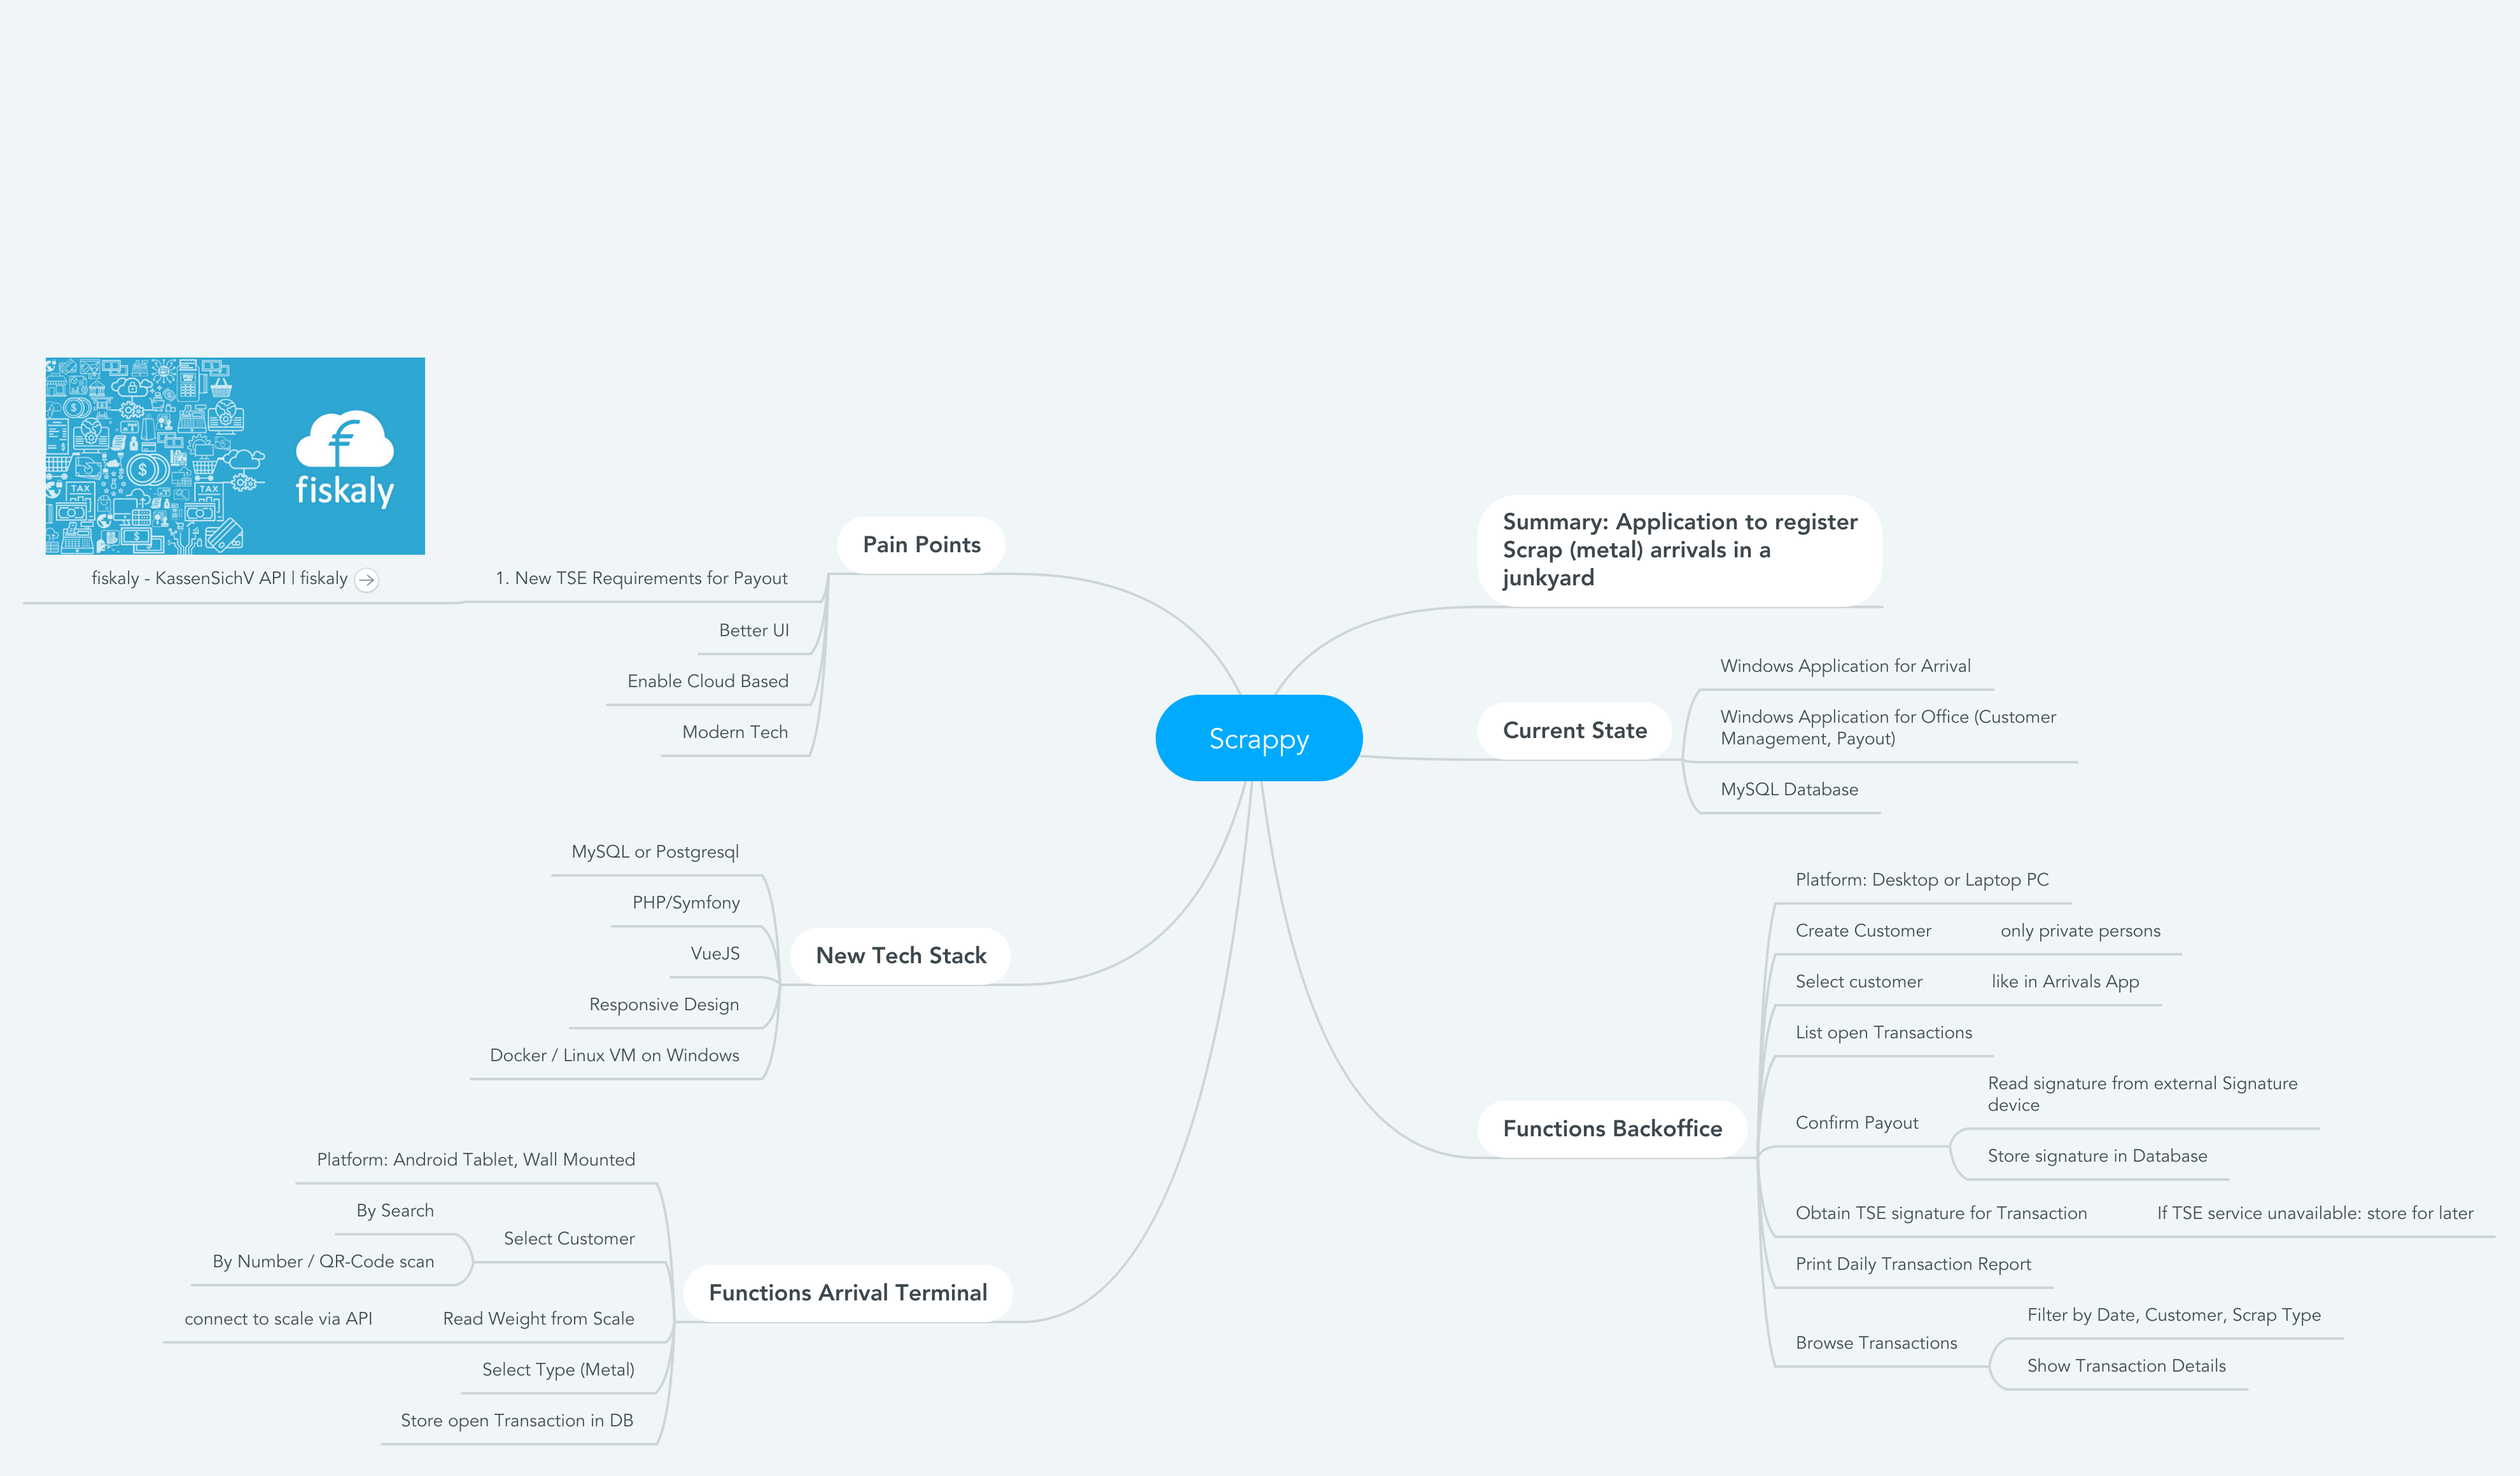 Scrappy
Summary: Application to register
Scrap (metal) arrivals in a
junkyard
Current State
Windows Application for Arrival
Windows Application for Office (Customer
Management, Payout)
MySQL Database
Functions Backoffice
Platform: Desktop or Laptop PC
Create Customer
only private persons
Select customer
like in Arrivals App
List open Transactions
Confirm Payout
Read signature from external Signature
device
Store signature in Database
Obtain TSE signature for Transaction
If TSE service unavailable: store for later
Print Daily Transaction Report
Browse Transactions
Filter by Date, Customer, Scrap Type
Show Transaction Details
Pain Points
1. New TSE Requirements for Payout
TAX
TAX
fiskaly
fiskaly - KassenSichV API | fiskaly
Better UI
Enable Cloud Based
Modern Tech
New Tech Stack
MySQL or Postgresql
PHP/Symfony
VueJS
Responsive Design
Docker / Linux VM on Windows
Functions Arrival Terminal
Platform: Android Tablet, Wall Mounted
Select Customer
By Search
By Number / QR-Code scan
Read Weight from Scale
connect to scale via API
Select Type (Metal)
Store open Transaction in DB